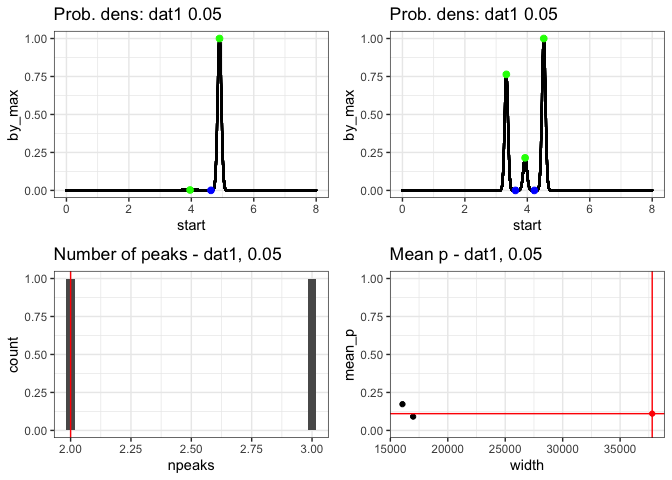 Prob. dens: dat1 0.05
by_max
1.00
0.75
0.50
0.25
0.00
0 2 4 6 8
start
Prob. dens: dat1 0.05
by_max
1.00
0.75
0.50
0.25
0.00
0 2 4 6 8
start
Number of peaks - dat1, 0.05
count
1.00
0.75
0.50
0.25
0.00
2.00 2.25 2.50 2.75 3.00
npeaks
Mean p - dat1, 0.05
mean_p
1.00
0.75
0.50
0.25
0.00
15000 20000 25000 30000 35000
width